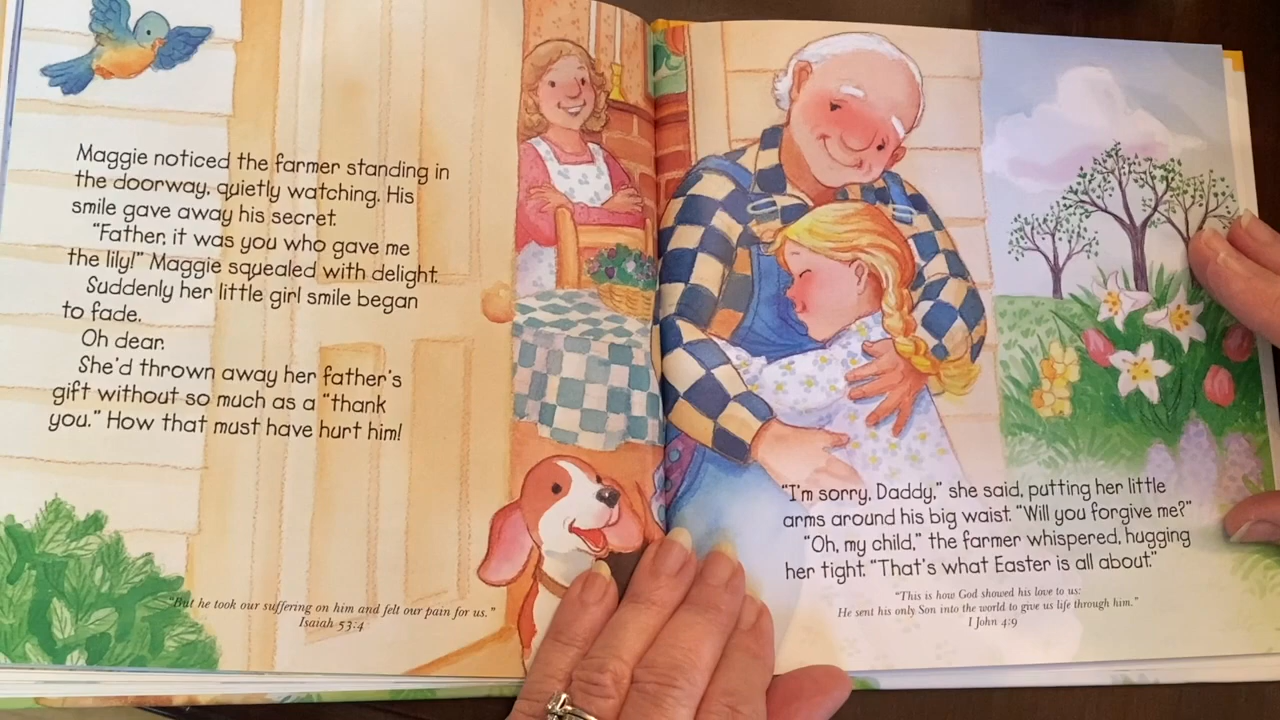 Maggie noticed the farmer standing in
the doorway, quietly watching. His
smile gave away his secret.
"Father, it was you who gave me
the lily!" Maggie squealed with delight.
Suddenly her little girl smile began
to fade.
Oh dear.
She'd thrown away her father's
gift without so much as a "thank
you." How that must have hurt him!
"But he took our suffering on him and felt our pain for us."
Isaiah 53:4
"I'm sorry, Daddy," she said, putting her little
arms around his big waist. "Will you forgive me?"
"Oh, my child," the farmer whispered, hugging
her tight. "That's what Easter is all about."
"This is how God showed his love to us:
He sent his only Son into the world to give us life through him."
I John 4:9